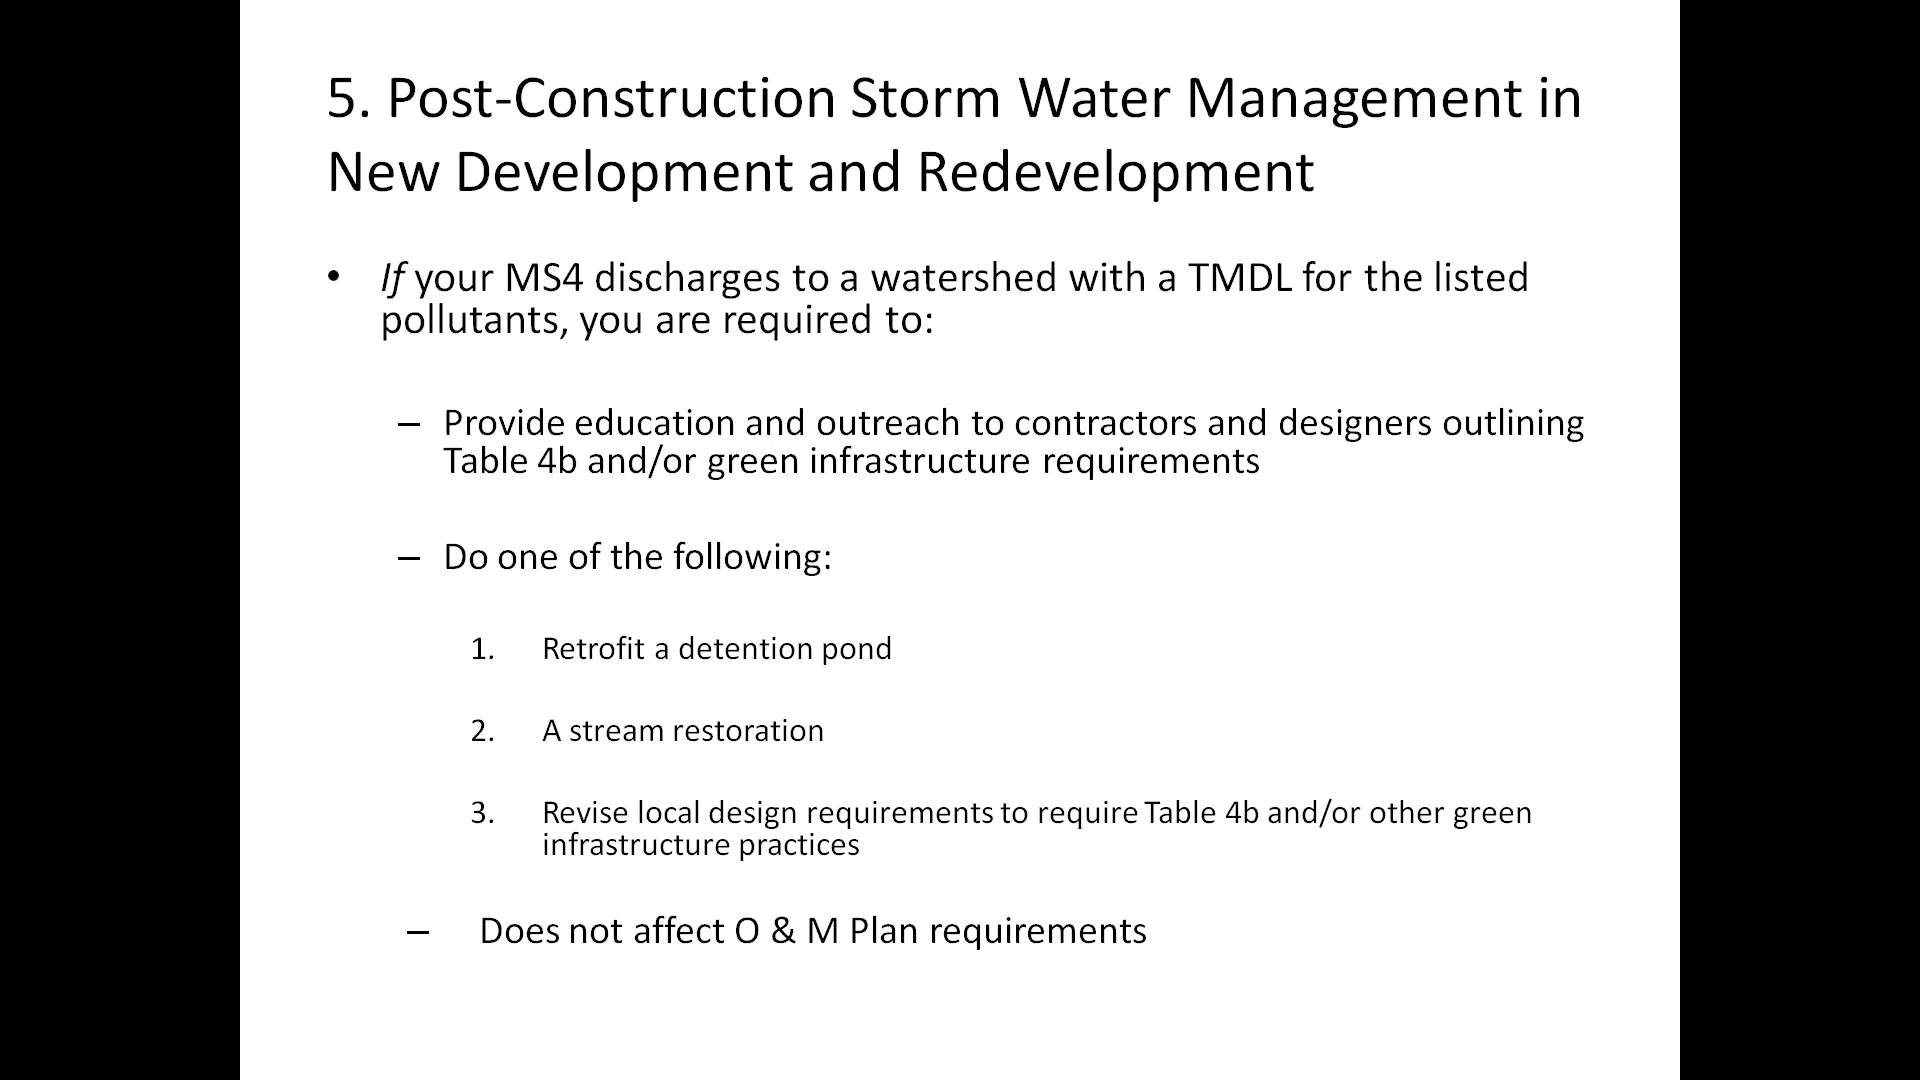 5. Post-Construction Storm Water Management in
New Development and Redevelopment
• If your MS4 discharges to a watershed with a TMDL for the listed
pollutants, you are required to:
– Provide education and outreach to contractors and designers outlining
Table 4b and/or green infrastructure requirements
– Do one of the following:
1. Retrofit a detention pond
2. A stream restoration
3. Revise local design requirements to require Table 4b and/or other green
infrastructure practices
– Does not affect O & M Plan requirements